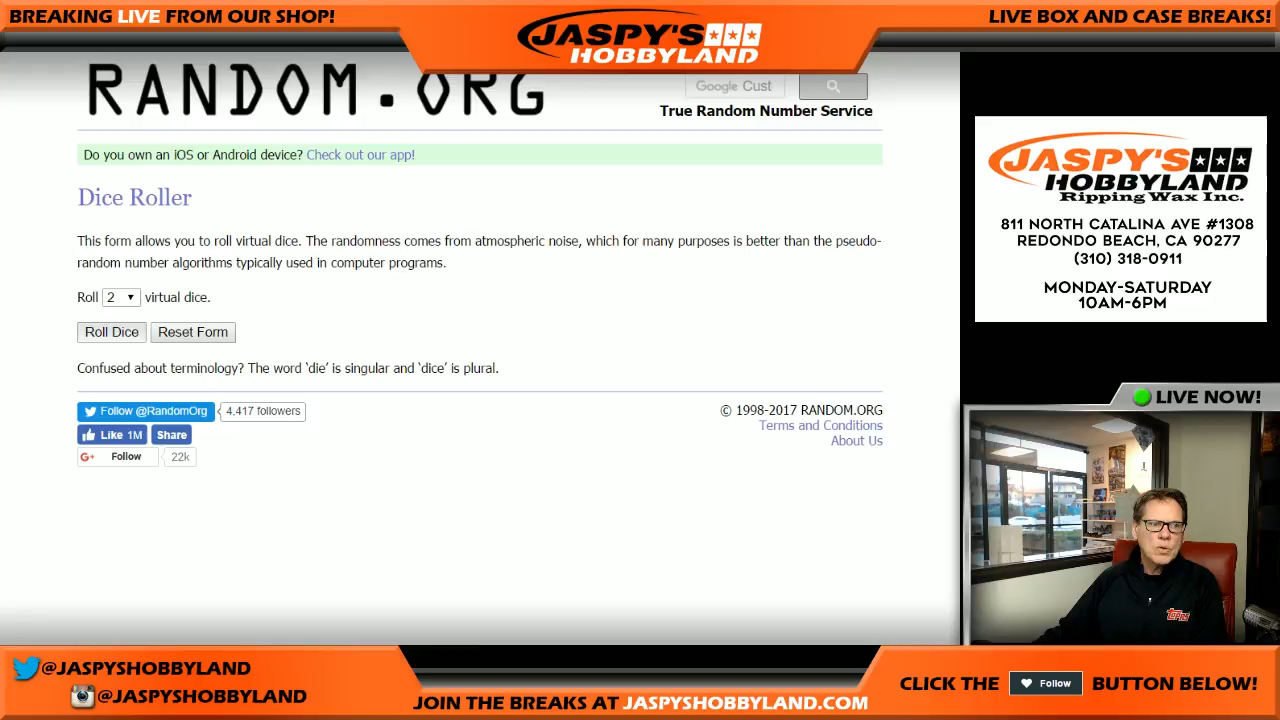 BREAKING LIVE FROM OUR SHOP!
JASPY'S
HOBBYLAND
LIVE BOX AND CASE BREAKS!
RANDOM.ORG
Google Cust
True Random Number Service
Do you own an iOS or Android device? Check out our app!
Dice Roller
This form allows you to roll virtual dice. The randomness comes from atmospheric noise, which for many purposes is better than the pseudo-
random number algorithms typically used in computer programs.
Roll 2 virtual dice.
Roll Dice Reset Form
Confused about terminology? The word ‘die’ is singular and ‘dice’ is plural.
Follow @RandomOrg 4,417 followers
Like 1M Share
G+ Follow 22k
© 1998-2017 RANDOM.ORG
Terms and Conditions
About Us
JASPY'S
HOBBYLAND
Ripping Wax Inc.
811 NORTH CATALINA AVE #1308
REDONDO BEACH, CA 90277
(310) 318-0911
MONDAY-SATURDAY
10AM-6PM
LIVE NOW!
Topps
@JASPYSHOBBYLAND
@JASPYSHOBBYLAND
JOIN THE BREAKS AT JASPYSHOBBYLAND.COM
CLICK THE Follow BUTTON BELOW!